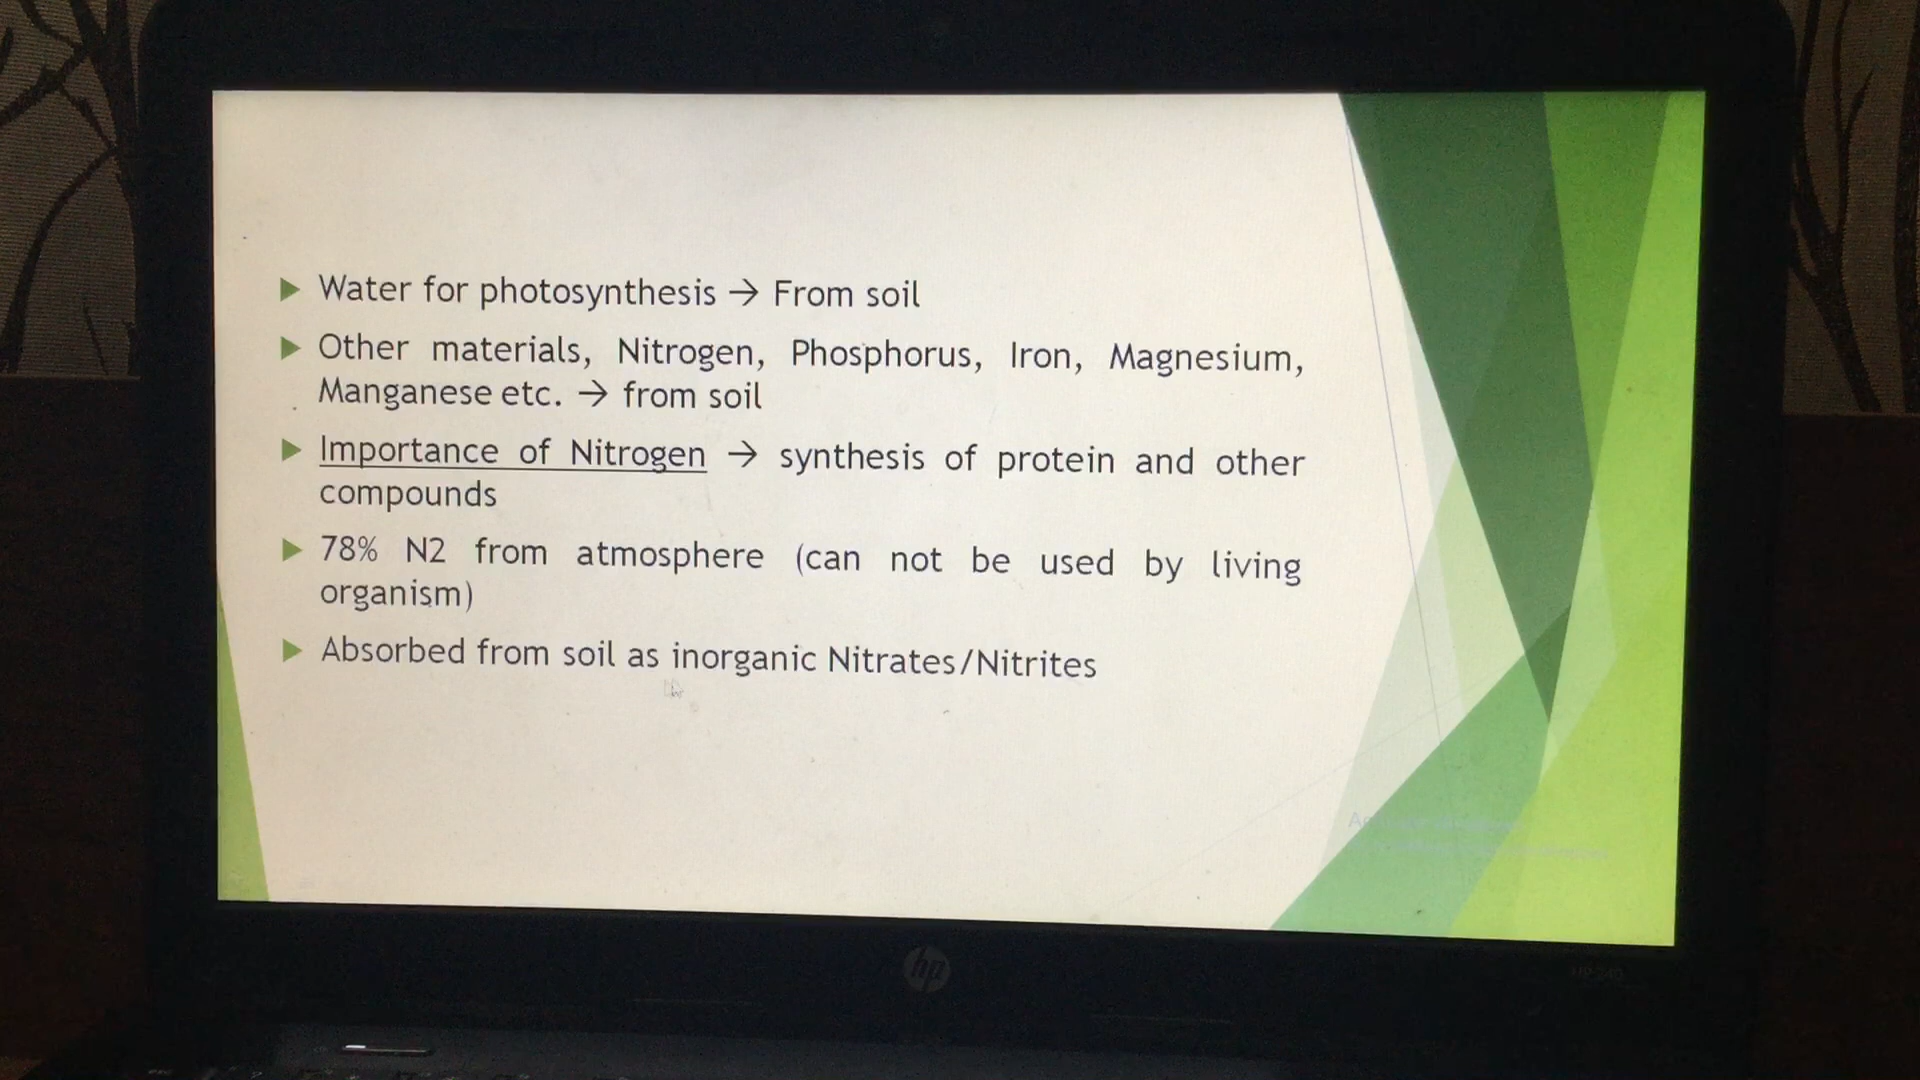 Water for photosynthesis → From soil
Other materials, Nitrogen, Phosphorus, Iron, Magnesium,
Manganese etc. → from soil
Importance of Nitrogen → synthesis of protein and other
compounds
78% N2 from atmosphere (can not be used by living
organism)
Absorbed from soil as inorganic Nitrates/Nitrites
hp